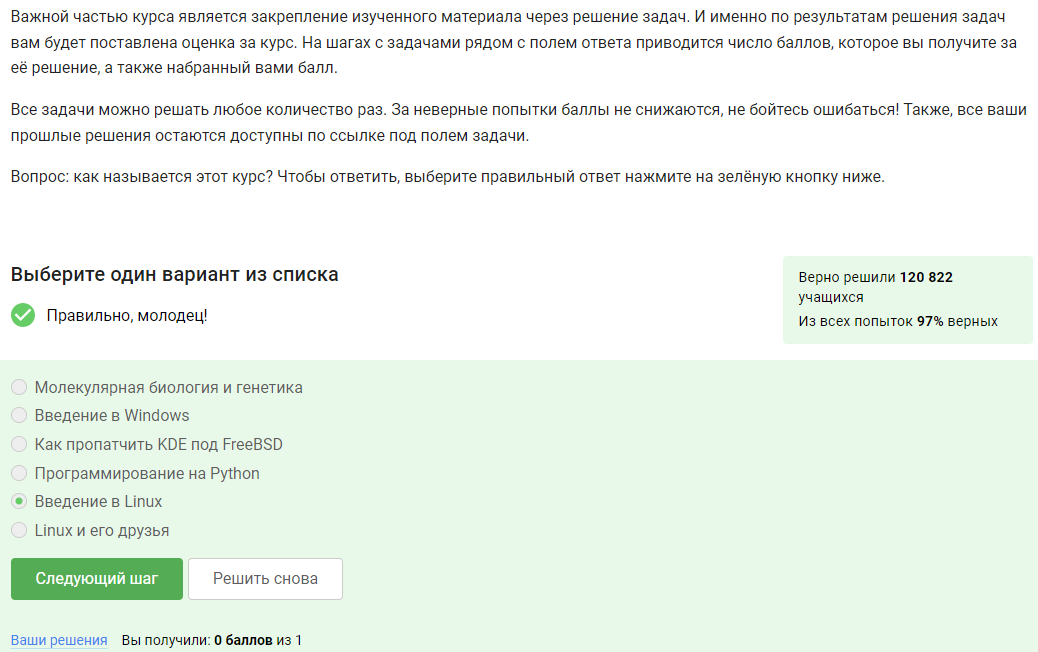 Важной частью курса является закрепление изученного материала через решение задач. И именно по результатам решения задач
вам будет поставлена оценка за курс. На шагах с задачами рядом с полем ответа приводится число баллов, которое вы получите за
её решение, а также набранный вами балл.
Все задачи можно решать любое количество раз. За неверные попытки баллы не снижаются, не бойтесь ошибаться! Также, все ваши
прошлые решения остаются доступны по ссылке под полем задачи.
Вопрос: как называется этот курс? Чтобы ответить, выберите правильный ответ нажмите на зелёную кнопку ниже.
Выберите один вариант из списка
Правильно, молодец!
Верно решили 120 822
учащихся
Из всех попыток 97% верных
Молекулярная биология и генетика
Введение в Windows
Как пропатчить KDE под FreeBSD
Программирование на Python
Введение в Linux
Linux и его друзья
Следующий шаг Решить снова
Ваши решения Вы получили: 0 баллов из 1